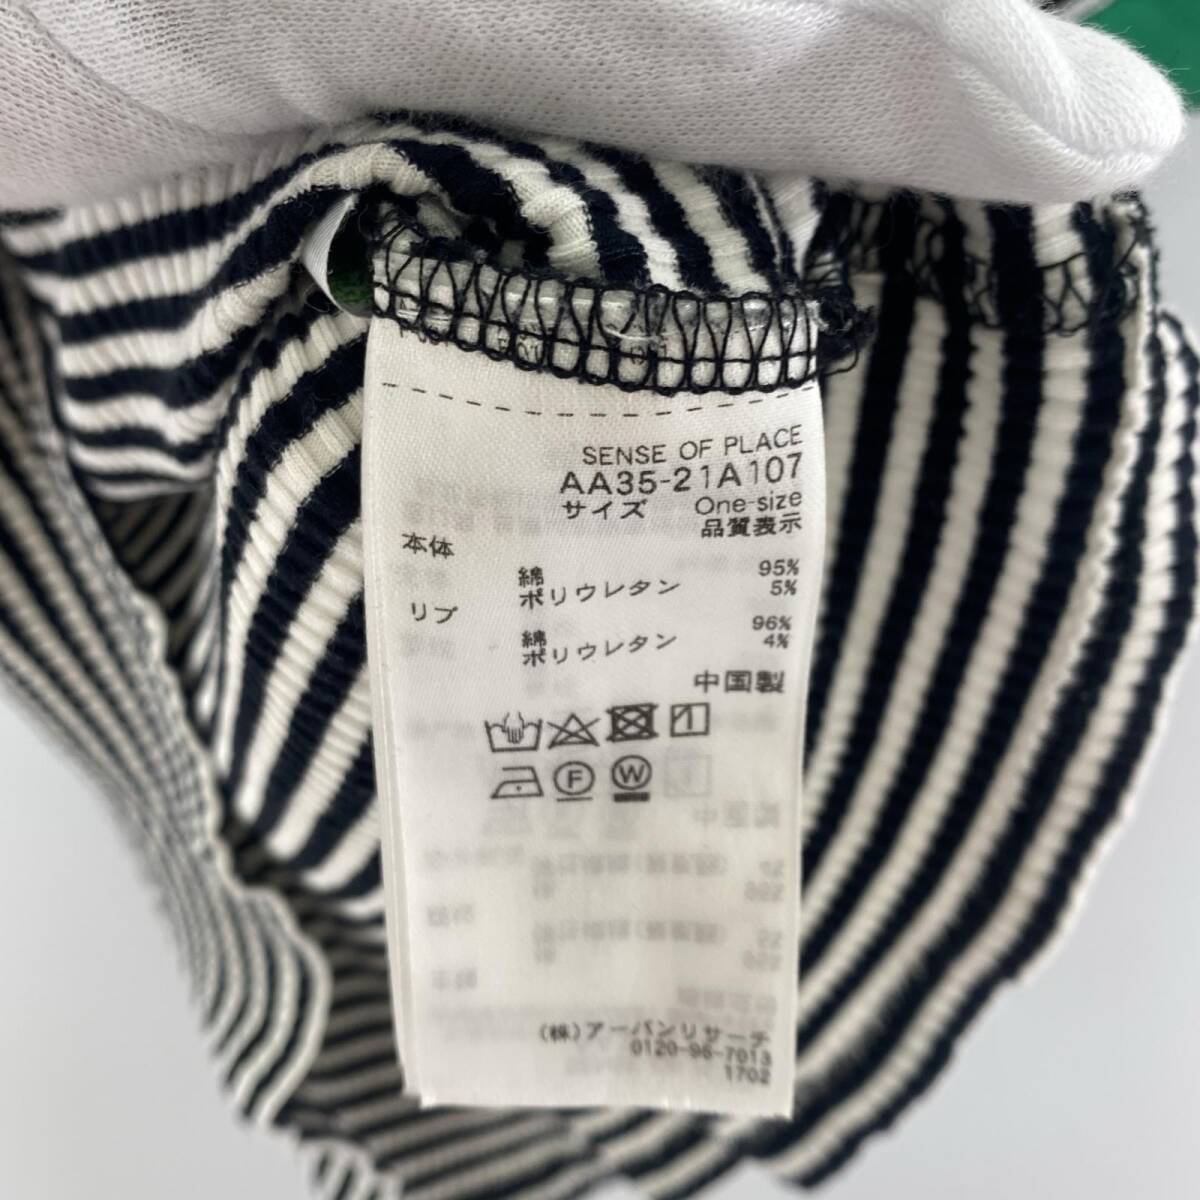 SENSE OF PLACE
AA35-21A107
サイズ One-size
品質表示
本体
綿 95%
ポリウレタン 5%
リブ
綿 96%
ポリウレタン 4%
中国製
F W
(株)アーバンリサーチ
0120-96-7013
1702